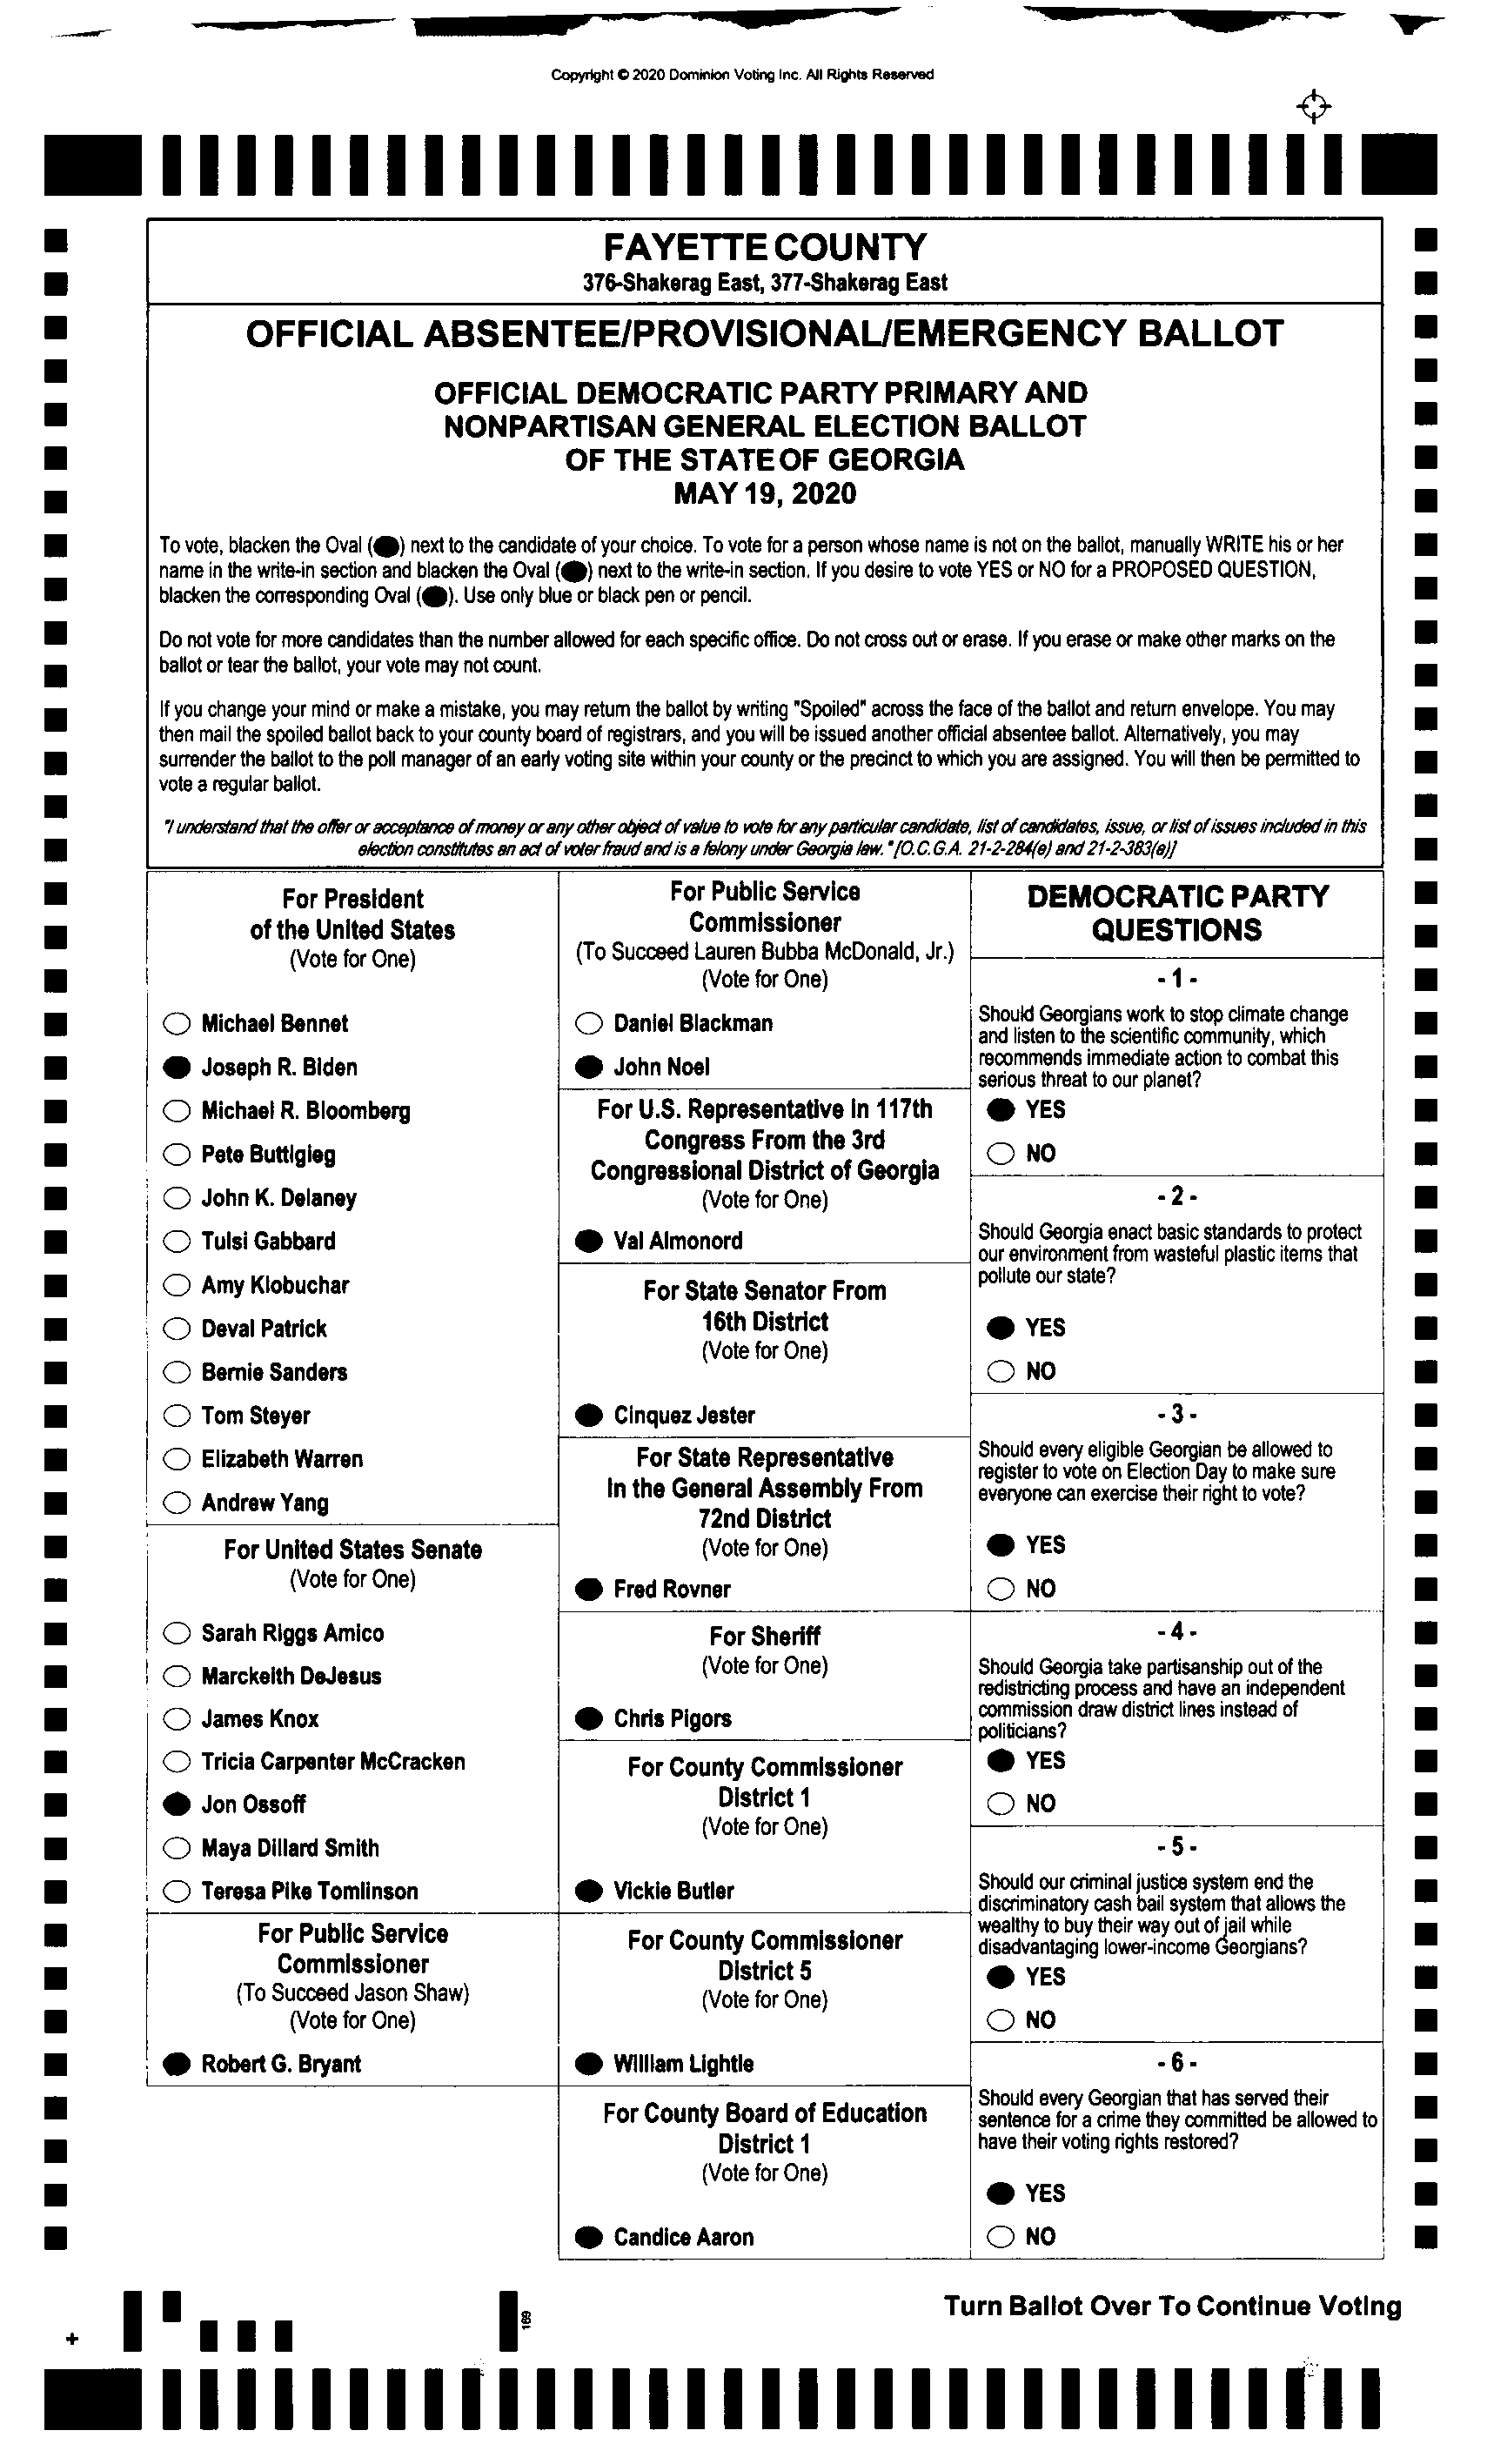 Copyright © 2020 Dominion Voting Inc. All Rights Reserved
FAYETTE COUNTY
376-Shakerag East, 377-Shakerag East
OFFICIAL ABSENTEE/PROVISIONAL/EMERGENCY BALLOT
OFFICIAL DEMOCRATIC PARTY PRIMARY AND
NONPARTISAN GENERAL ELECTION BALLOT
OF THE STATE OF GEORGIA
MAY 19, 2020
To vote, blacken the Oval (●) next to the candidate of your choice. To vote for a person whose name is not on the ballot, manually WRITE his or her
name in the write-in section and blacken the Oval (●) next to the write-in section. If you desire to vote YES or NO for a PROPOSED QUESTION,
blacken the corresponding Oval (●). Use only blue or black pen or pencil.
Do not vote for more candidates than the number allowed for each specific office. Do not cross out or erase. If you erase or make other marks on the
ballot or tear the ballot, your vote may not count.
If you change your mind or make a mistake, you may return the ballot by writing "Spoiled" across the face of the ballot and return envelope. You may
then mail the spoiled ballot back to your county board of registrars, and you will be issued another official absentee ballot. Alternatively, you may
surrender the ballot to the poll manager of an early voting site within your county or the precinct to which you are assigned. You will then be permitted to
vote a regular ballot.
"I understand that the offer or acceptance of money or any other object of value to vote for any particular candidate, list of candidates, issue, or list of issues included in this
election constitutes an act of voter fraud and is a felony under Georgia law." [O.C.G.A. 21-2-284(e) and 21-2-383(a)]
For President
of the United States
(Vote for One)
Michael Bennet
Joseph R. Biden
Michael R. Bloomberg
Pete Buttigieg
John K. Delaney
Tulsi Gabbard
Amy Klobuchar
Deval Patrick
Bernie Sanders
Tom Steyer
Elizabeth Warren
Andrew Yang
For United States Senate
(Vote for One)
Sarah Riggs Amico
Marckeith DeJesus
James Knox
Tricia Carpenter McCracken
Jon Ossoff
Maya Dillard Smith
Teresa Pike Tomlinson
For Public Service
Commissioner
(To Succeed Jason Shaw)
(Vote for One)
Robert G. Bryant
For Public Service
Commissioner
(To Succeed Lauren Bubba McDonald, Jr.)
(Vote for One)
Daniel Blackman
John Noel
For U.S. Representative in 117th
Congress From the 3rd
Congressional District of Georgia
(Vote for One)
Val Almonord
For State Senator From
16th District
(Vote for One)
Cinquez Jester
For State Representative
In the General Assembly From
72nd District
(Vote for One)
Fred Rovner
For Sheriff
(Vote for One)
Chris Pigors
For County Commissioner
District 1
(Vote for One)
Vickie Butler
For County Commissioner
District 5
(Vote for One)
William Lightle
For County Board of Education
District 1
(Vote for One)
Candice Aaron
DEMOCRATIC PARTY
QUESTIONS
- 1 -
Should Georgians work to stop climate change
and listen to the scientific community, which
recommends immediate action to combat this
serious threat to our planet?
YES
NO
- 2 -
Should Georgia enact basic standards to protect
our environment from wasteful plastic items that
pollute our state?
YES
NO
- 3 -
Should every eligible Georgian be allowed to
register to vote on Election Day to make sure
everyone can exercise their right to vote?
YES
NO
- 4 -
Should Georgia take partisanship out of the
redistricting process and have an independent
commission draw district lines instead of
politicians?
YES
NO
- 5 -
Should our criminal justice system end the
discriminatory cash bail system that allows the
wealthy to buy their way out of jail while
disadvantaging lower-income Georgians?
YES
NO
- 6 -
Should every Georgian that has served their
sentence for a crime they committed be allowed to
have their voting rights restored?
YES
NO
Turn Ballot Over To Continue Voting
169